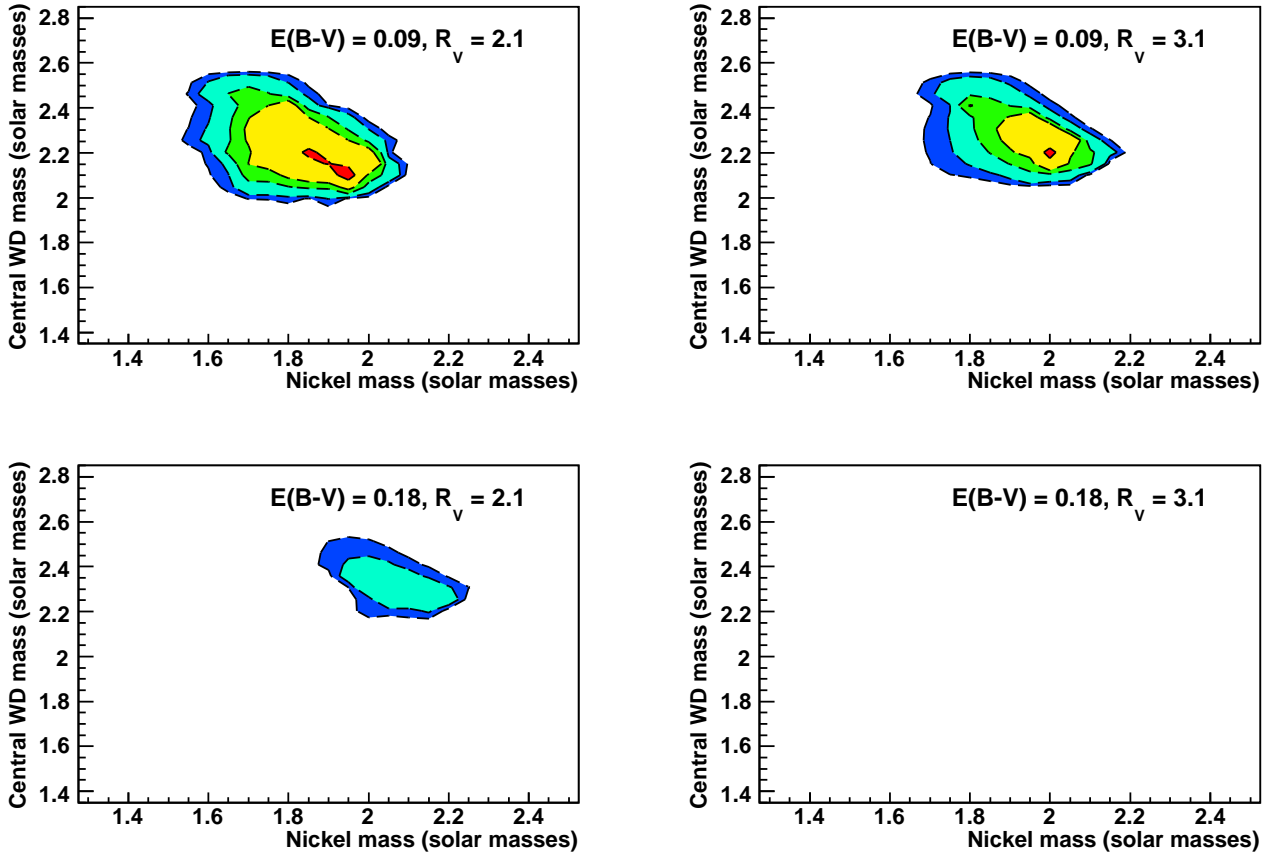 E(B-V) = 0.09, R_V = 2.1
Central WD mass (solar masses)
2.8
2.6
2.4
2.2
2
1.8
1.6
1.4
1.4 1.6 1.8 2 2.2 2.4
Nickel mass (solar masses)
E(B-V) = 0.09, R_V = 3.1
Central WD mass (solar masses)
2.8
2.6
2.4
2.2
2
1.8
1.6
1.4
1.4 1.6 1.8 2 2.2 2.4
Nickel mass (solar masses)
E(B-V) = 0.18, R_V = 2.1
Central WD mass (solar masses)
2.8
2.6
2.4
2.2
2
1.8
1.6
1.4
1.4 1.6 1.8 2 2.2 2.4
Nickel mass (solar masses)
E(B-V) = 0.18, R_V = 3.1
Central WD mass (solar masses)
2.8
2.6
2.4
2.2
2
1.8
1.6
1.4
1.4 1.6 1.8 2 2.2 2.4
Nickel mass (solar masses)